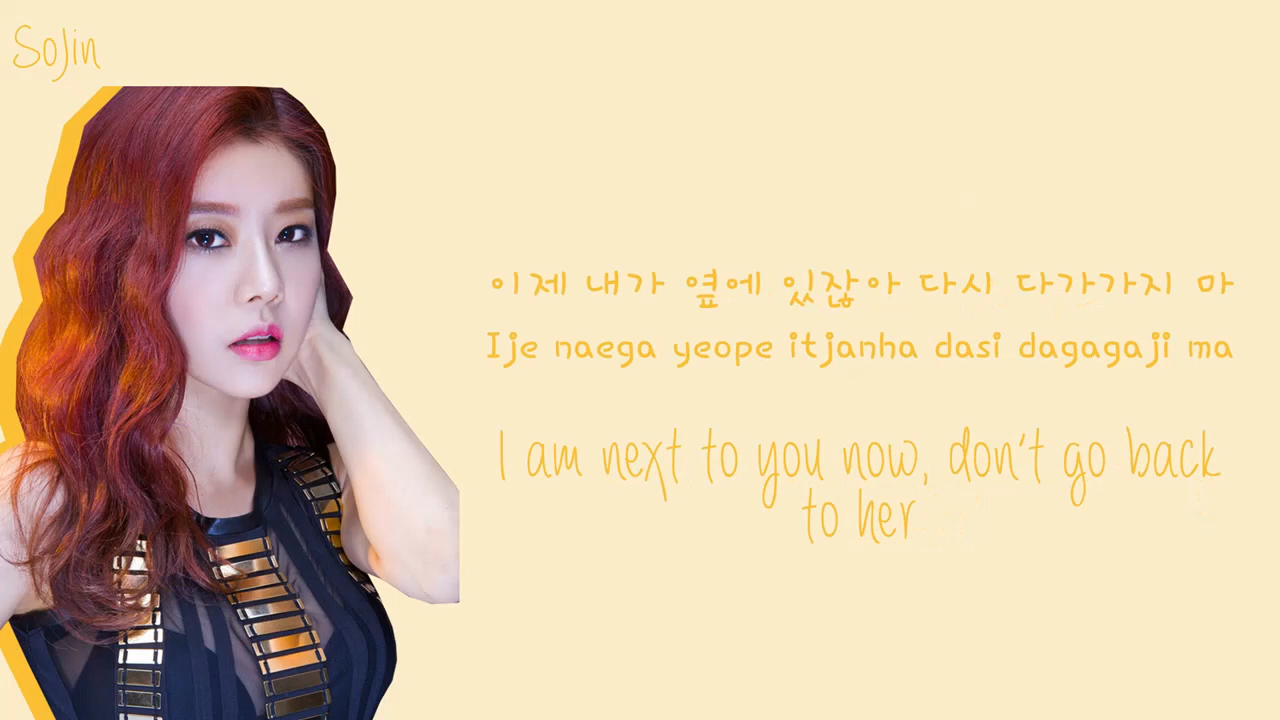 SoJin
이제 내가 옆에 있잖아 다시 다가가지 마
Ije naega yeope itjanha dasi dagagaji ma
I am next to you now, don't go back
to her